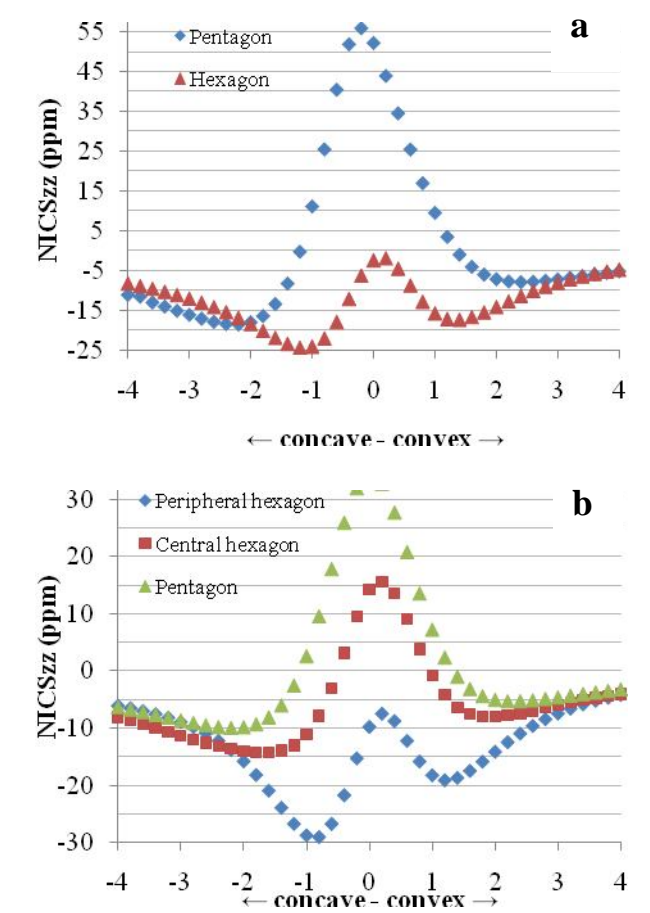 a
Pentagon
Hexagon
NICSzz (ppm)
55
45
35
25
15
5
-5
-15
-25
-4 -3 -2 -1 0 1 2 3 4
← concave - convex →
b
Peripheral hexagon
Central hexagon
Pentagon
NICSzz (ppm)
30
20
10
0
-10
-20
-30
-4 -3 -2 -1 0 1 2 3 4
← concave - convex →